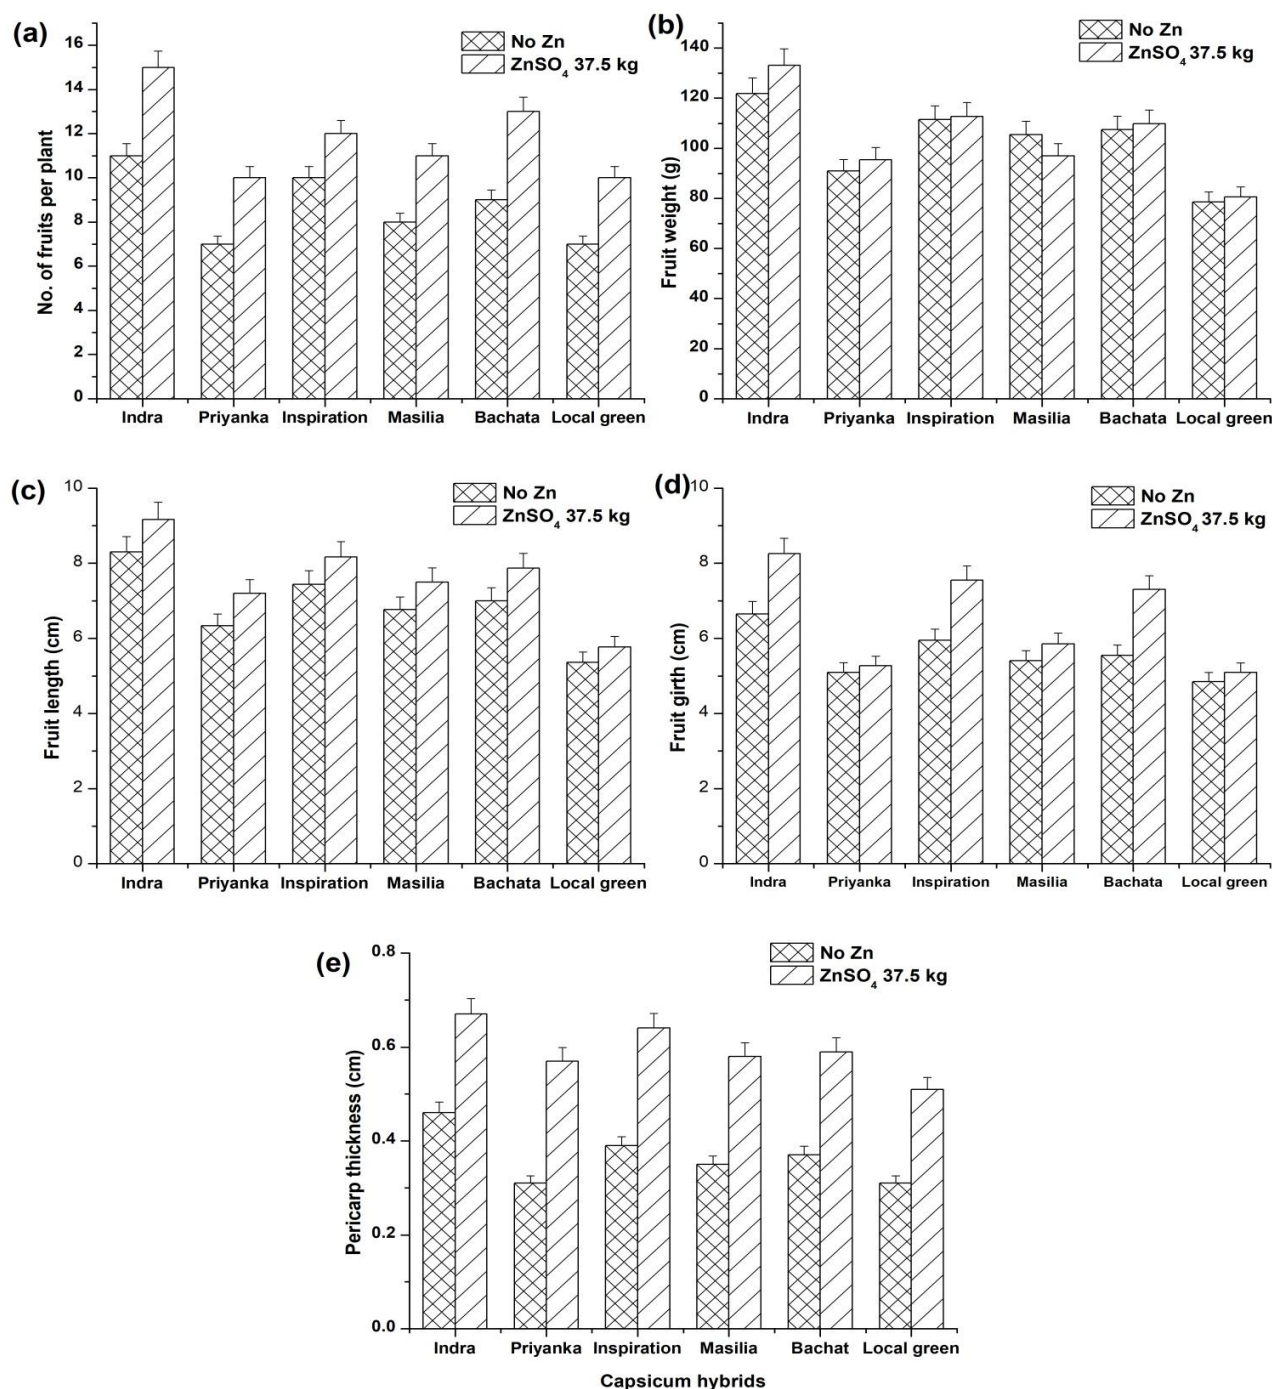 (a)
No Zn
ZnSO4 37.5 kg
No. of fruits per plant
16
14
12
10
8
6
4
2
0
Indra Priyanka Inspiration Masilia Bachata Local green
(b)
No Zn
ZnSO4 37.5 kg
Fruit weight (g)
140
120
100
80
60
40
20
0
Indra Priyanka Inspiration Masilia Bachata Local green
(c)
No Zn
ZnSO4 37.5 kg
Fruit length (cm)
10
8
6
4
2
0
Indra Priyanka Inspiration Masilia Bachata Local green
(d)
No Zn
ZnSO4 37.5 kg
Fruit girth (cm)
10
8
6
4
2
0
Indra Priyanka Inspiration Masilia Bachata Local green
(e)
No Zn
ZnSO4 37.5 kg
Pericarp thickness (cm)
0.8
0.6
0.4
0.2
0.0
Indra Priyanka Inspiration Masilia Bachat Local green
Capsicum hybrids